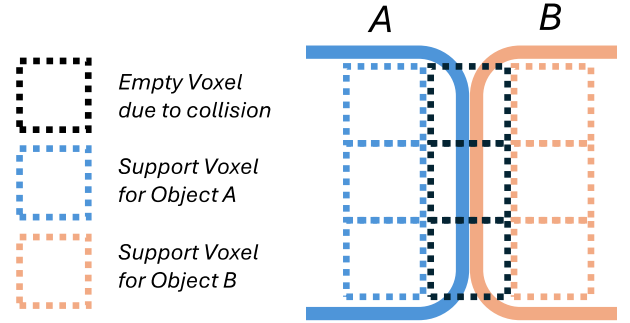 A
B
Empty Voxel
due to collision
Support Voxel
for Object A
Support Voxel
for Object B